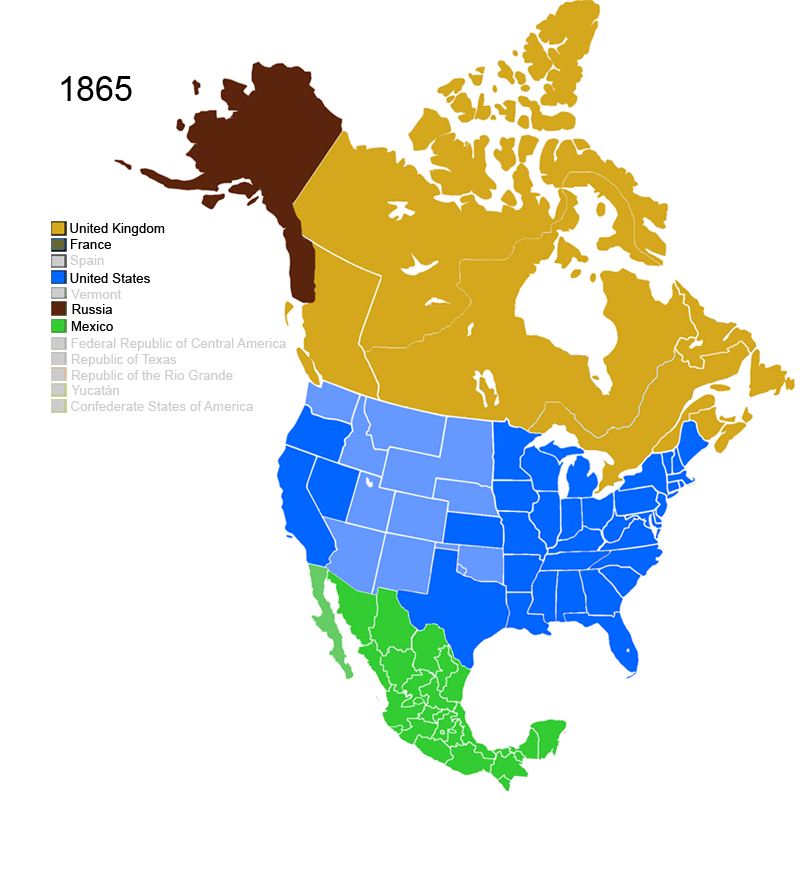 1865
United Kingdom
France
Spain
United States
Vermont
Russia
Mexico
Federal Republic of Central America
Republic of Texas
Republic of the Rio Grande
Yucatán
Confederate States of America